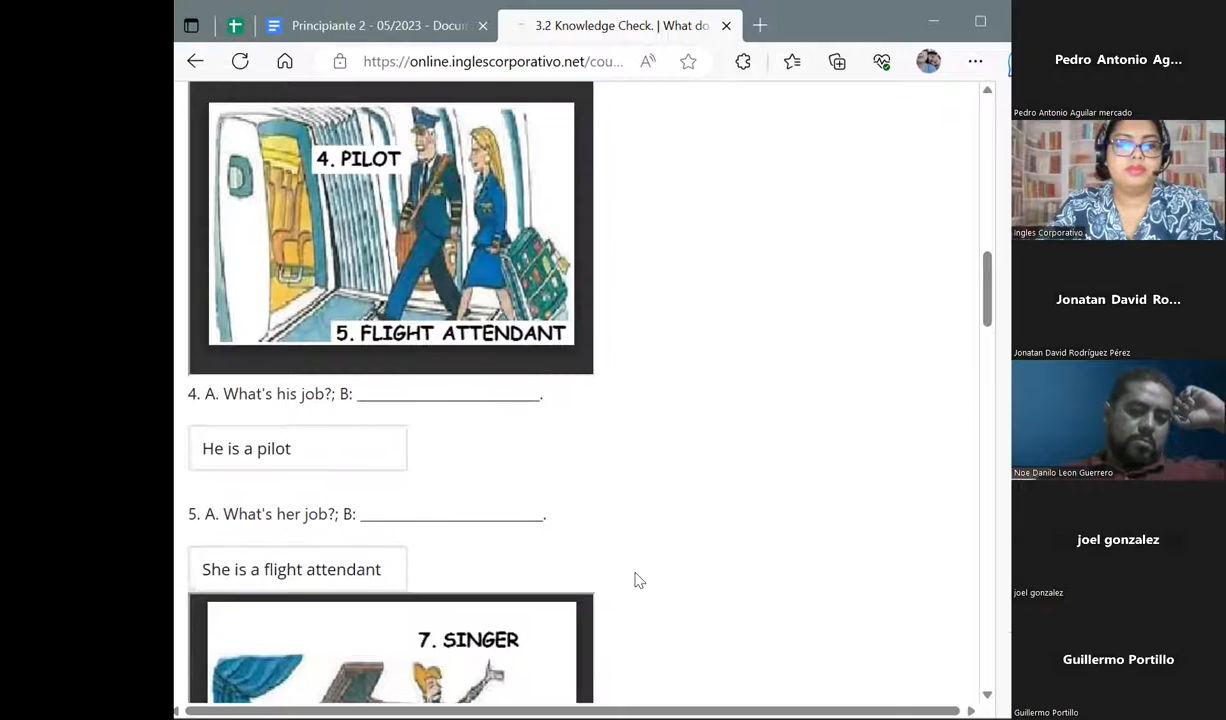 Principiante 2 - 05/2023 - Docu
3.2 Knowledge Check. | What do
https://online.inglescorporativo.net/cou...
4. PILOT
5. FLIGHT ATTENDANT
4. A. What's his job?; B: ____________________.
He is a pilot
5. A. What's her job?; B: ____________________.
She is a flight attendant
7. SINGER
Pedro Antonio Ag...
Pedro Antonio Aguilar mercado
Ingles Corporativo
Jonatan David Ro...
Jonatan David Rodríguez Pérez
Noe Danilo Leon Guerrero
joel gonzalez
joel gonzalez
Guillermo Portillo
Guillermo Portillo